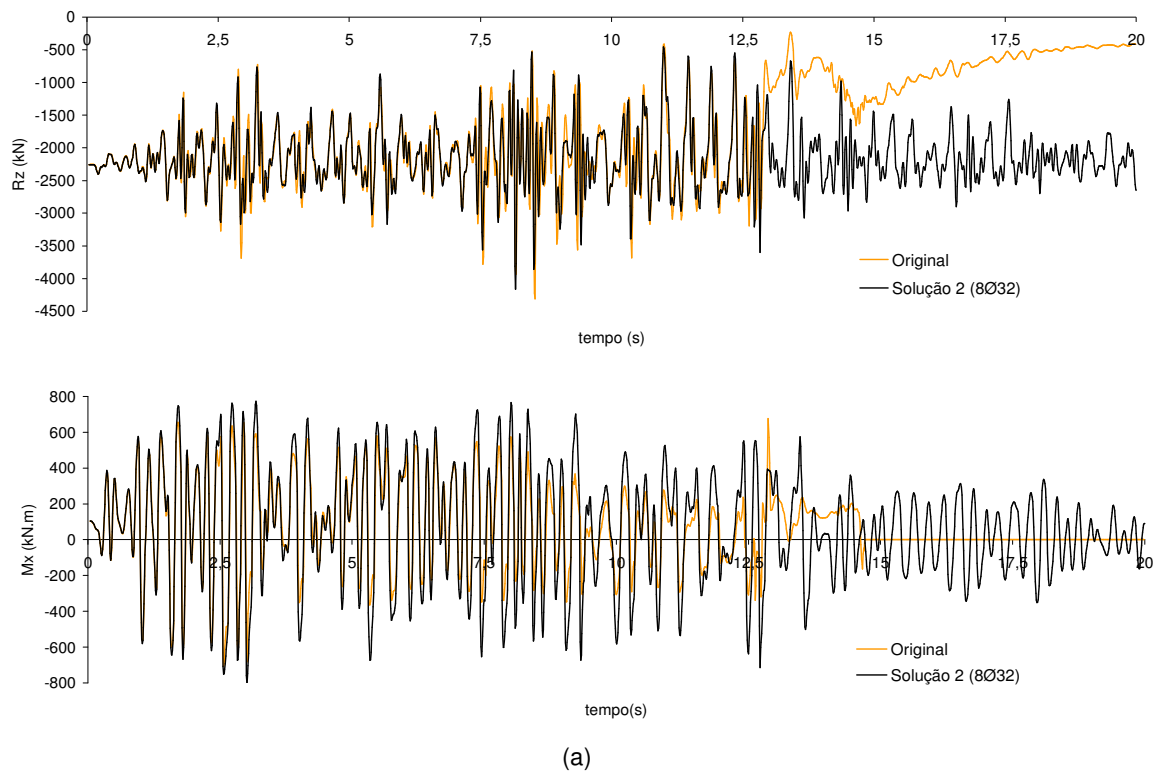 0
-500
-1000
-1500
-2000
-2500
-3000
-3500
-4000
-4500
Rz (kN)
0 2,5 5 7,5 10 12,5 15 17,5 20
Original
Solução 2 (8Ø32)
tempo (s)
800
600
400
200
0
-200
-400
-600
-800
Mx (kN.m)
0 2,5 5 7,5 10 12,5 15 17,5 20
Original
Solução 2 (8Ø32)
tempo(s)
(a)